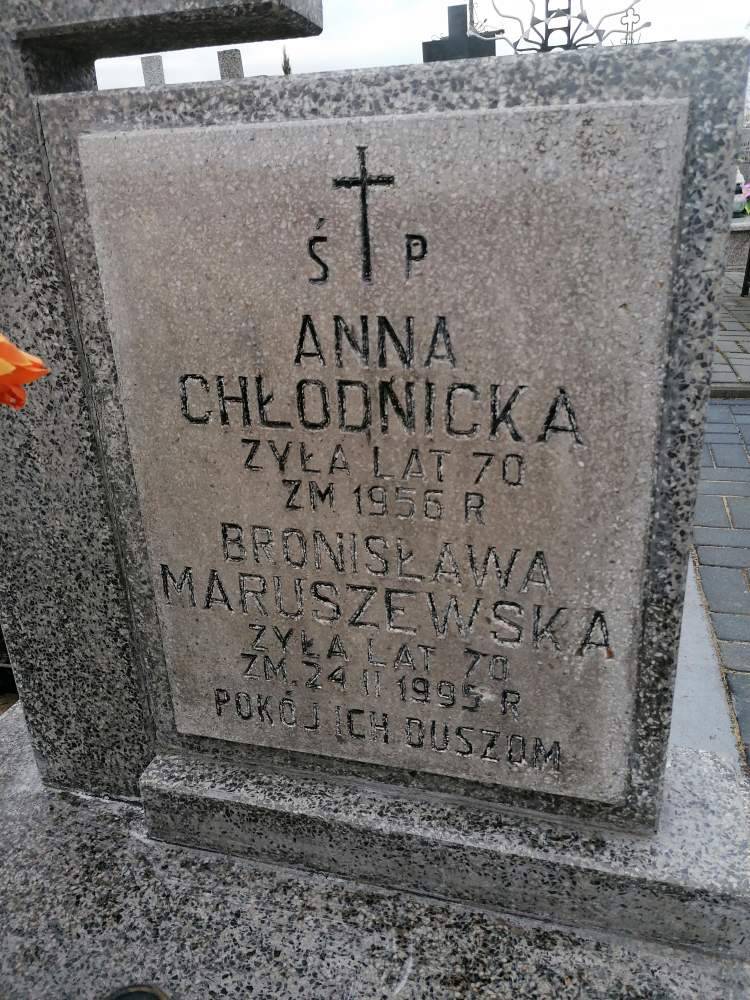 Ś P
ANNA
CHŁODNICKA
ŻYŁA LAT 70
ZM 1956 R
BRONISŁAWA
MARUSZEWSKA
ŻYŁA LAT 70
ZM. 24 II 1995 R
POKÓJ ICH DUSZOM